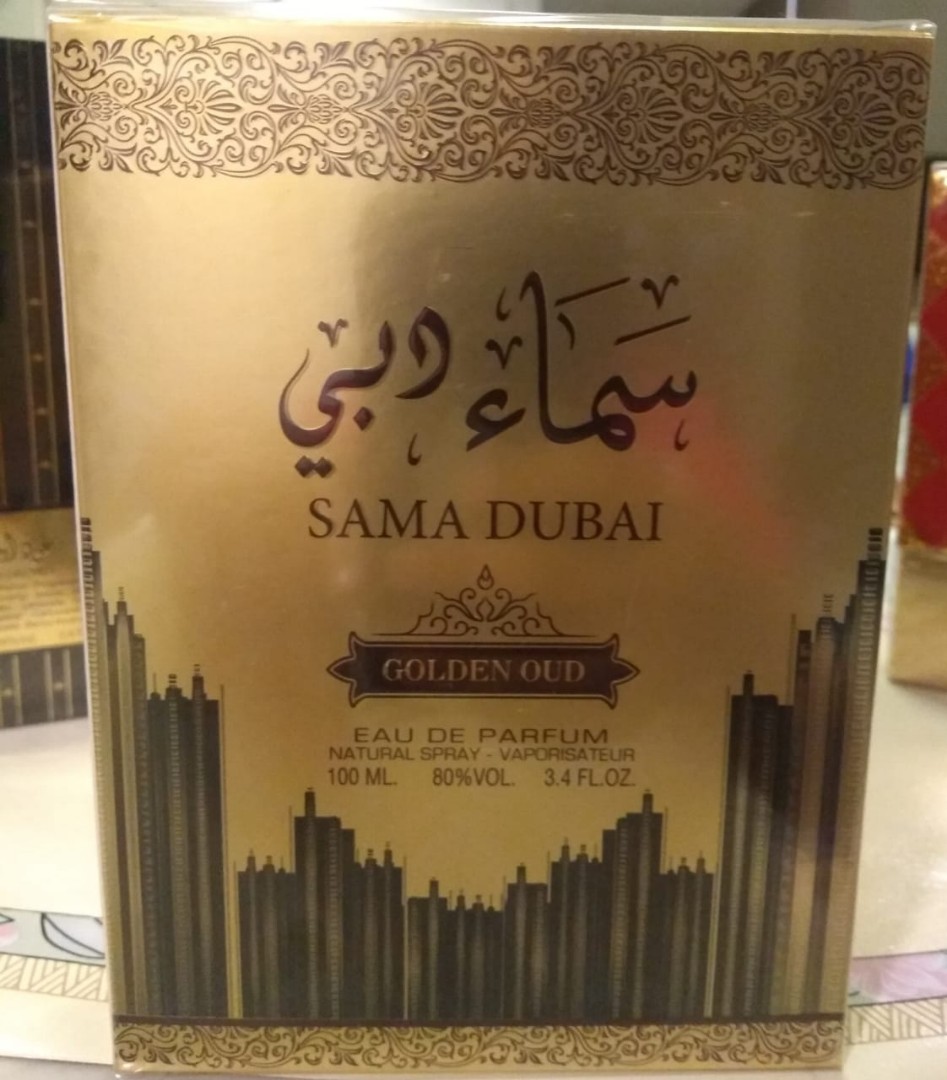 سماء دبي
SAMA DUBAI
GOLDEN OUD
EAU DE PARFUM
NATURAL SPRAY - VAPORISATEUR
100 ML. 80%VOL. 3.4 FL.OZ.